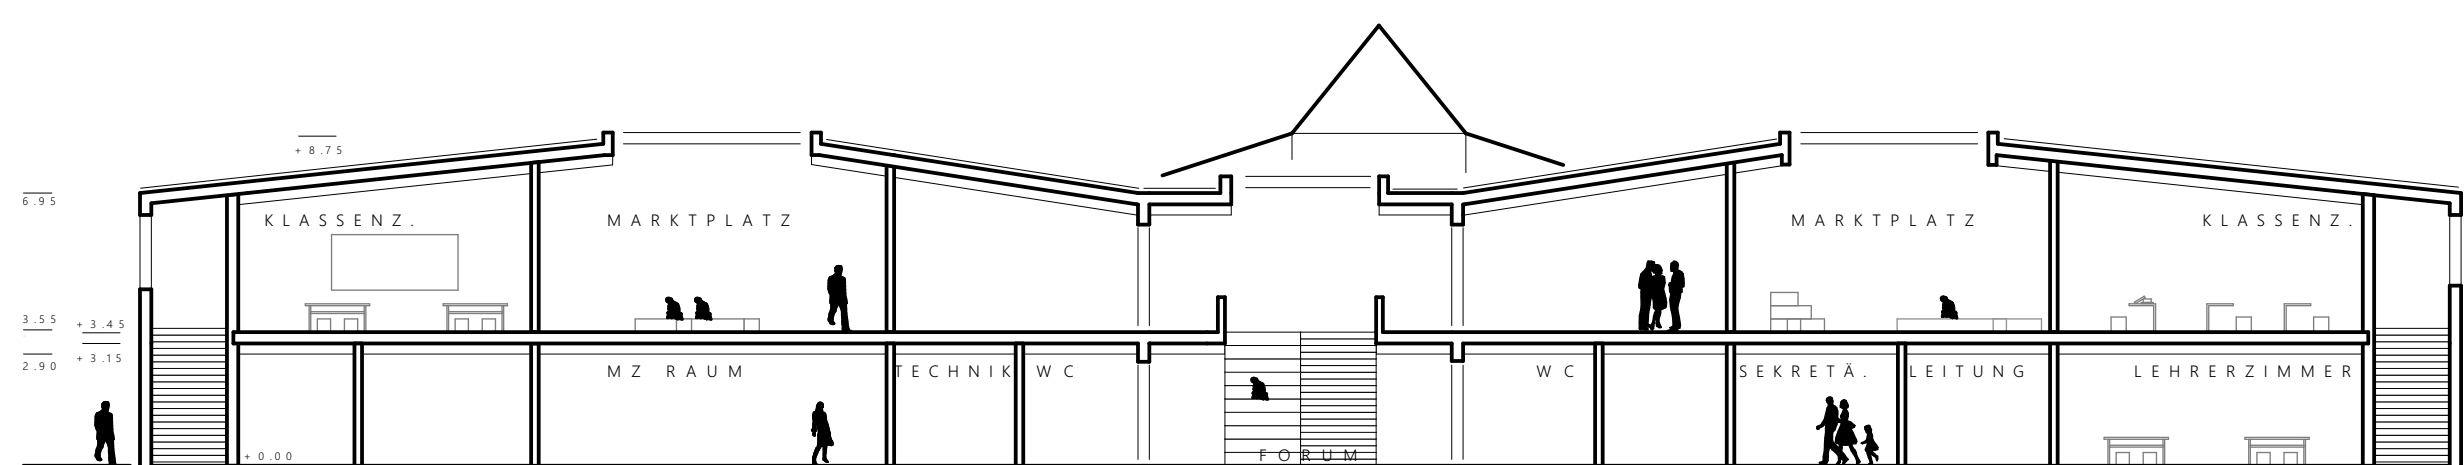 + 8.75
6.95
KLASSENZ.
MARKTPLATZ
MARKTPLATZ
KLASSENZ.
3.55
+ 3.45
+ 3.15
2.90
MZ RAUM
TECHNIK
WC
WC
SEKRETÄ.
LEITUNG
LEHRERZIMMER
+ 0.00
FORUM